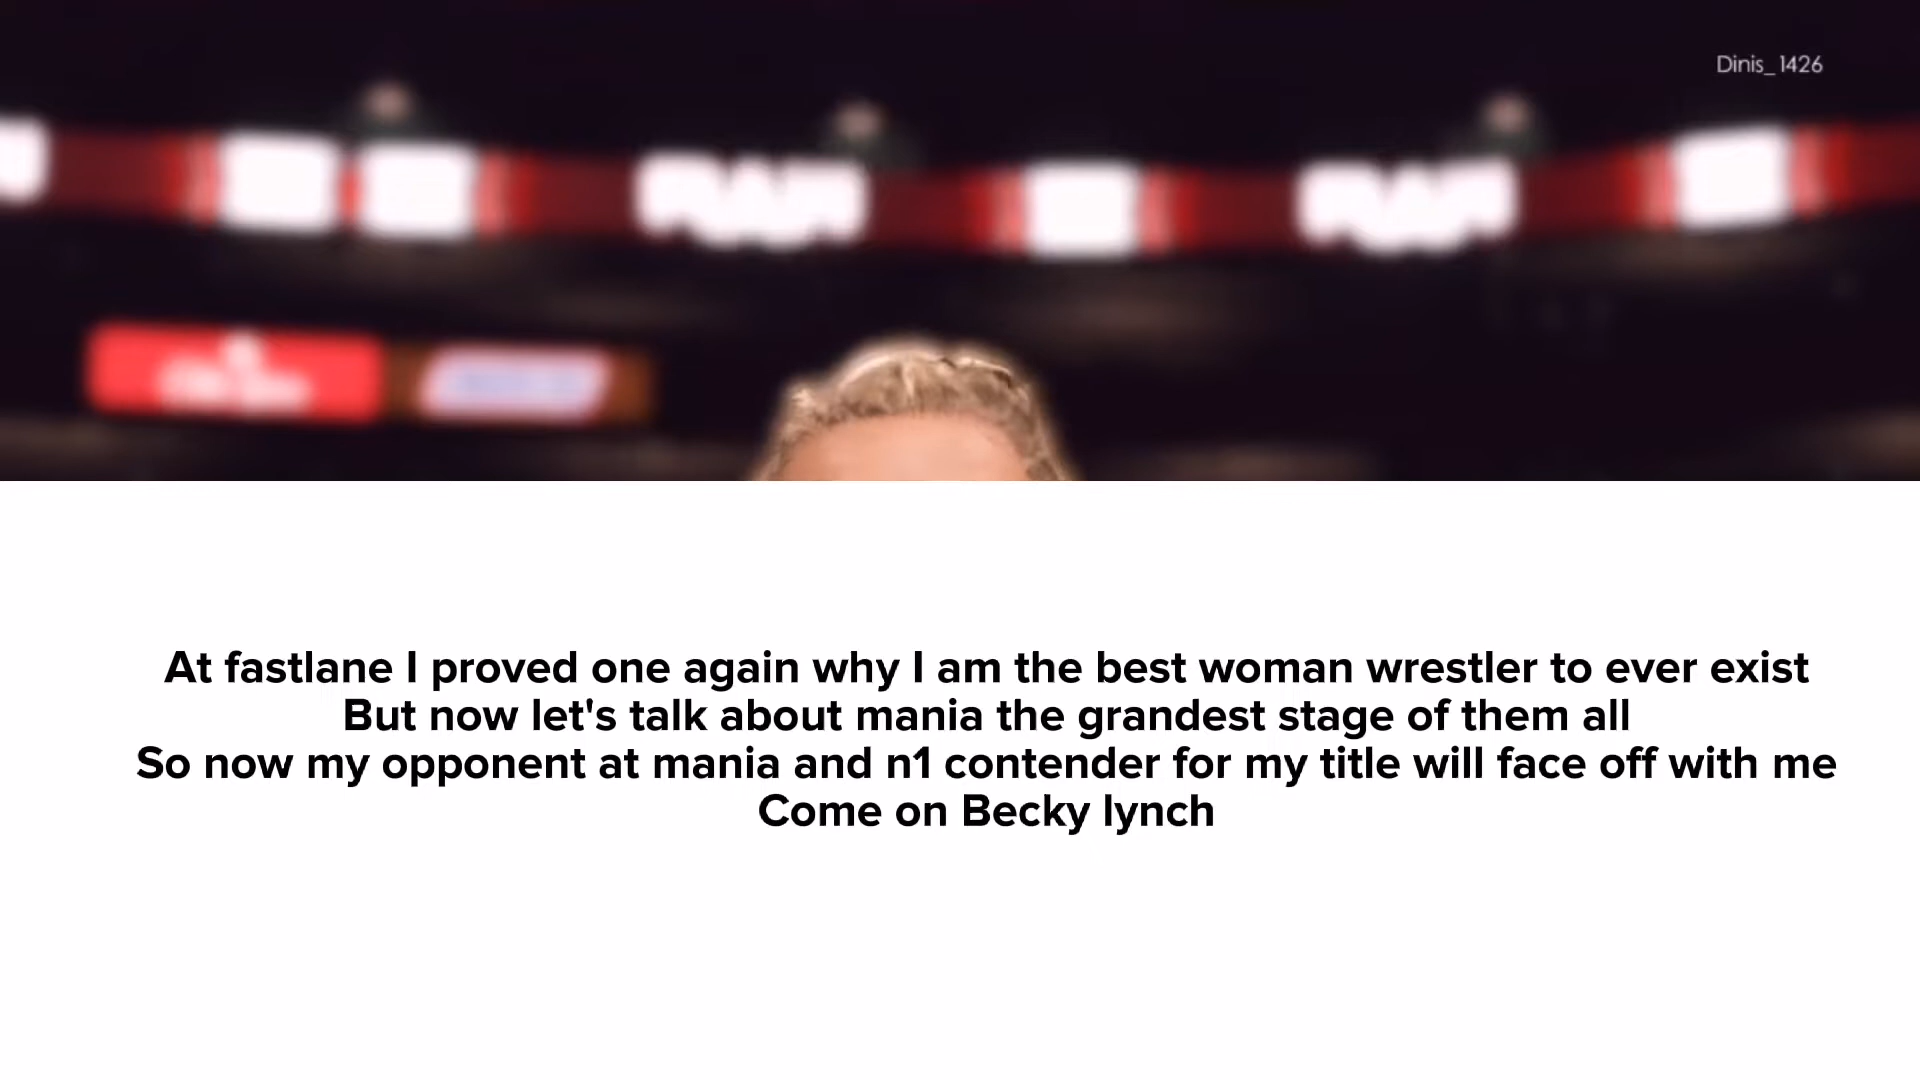 Dinis_1426
At fastlane I proved one again why I am the best woman wrestler to ever exist
But now let's talk about mania the grandest stage of them all
So now my opponent at mania and n1 contender for my title will face off with me
Come on Becky lynch